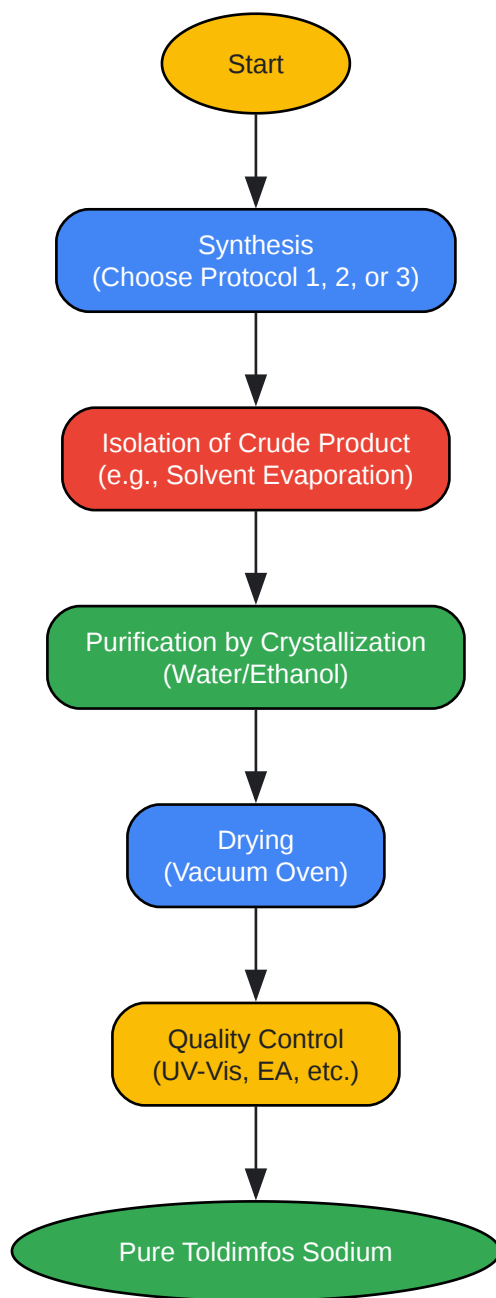 Start
Synthesis
(Choose Protocol 1, 2, or 3)
Isolation of Crude Product
(e.g., Solvent Evaporation)
Purification by Crystallization
(Water/Ethanol)
Drying
(Vacuum Oven)
Quality Control
(UV-Vis, EA, etc.)
Pure Toldimfos Sodium